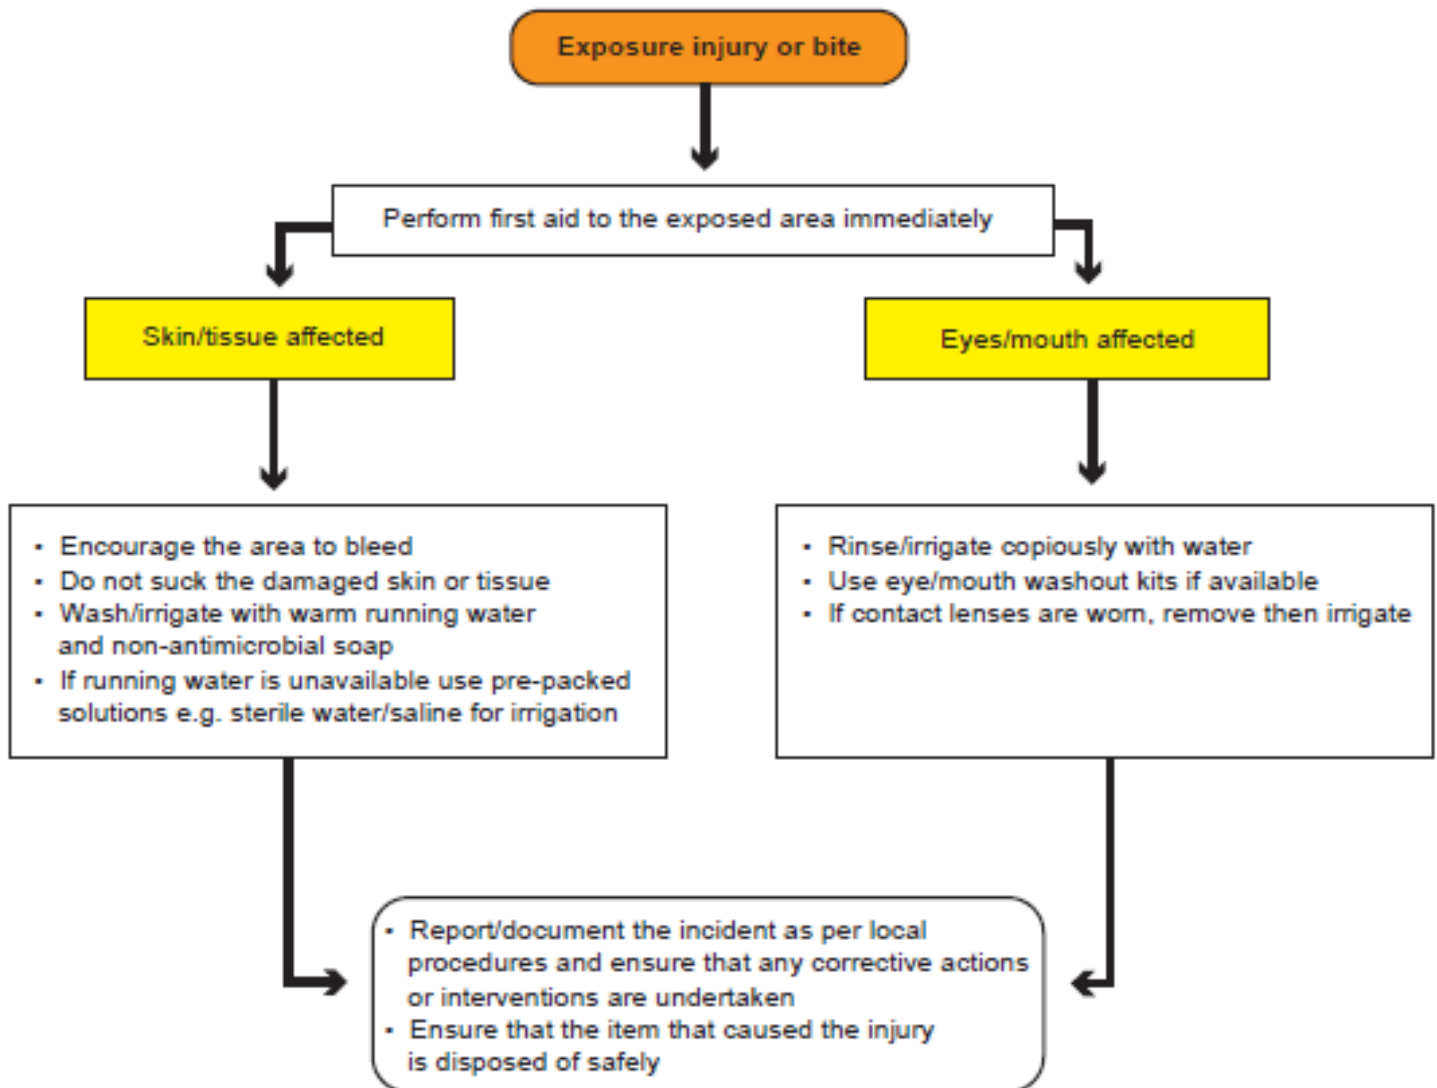 Exposure injury or bite
Perform first aid to the exposed area immediately
Skin/tissue affected
Eyes/mouth affected
▪ Encourage the area to bleed
▪ Do not suck the damaged skin or tissue
▪ Wash/irrigate with warm running water
and non-antimicrobial soap
▪ If running water is unavailable use pre-packed
solutions e.g. sterile water/saline for irrigation
▪ Rinse/irrigate copiously with water
▪ Use eye/mouth washout kits if available
▪ If contact lenses are worn, remove then irrigate
▪ Report/document the incident as per local
procedures and ensure that any corrective actions
or interventions are undertaken
▪ Ensure that the item that caused the injury
is disposed of safely